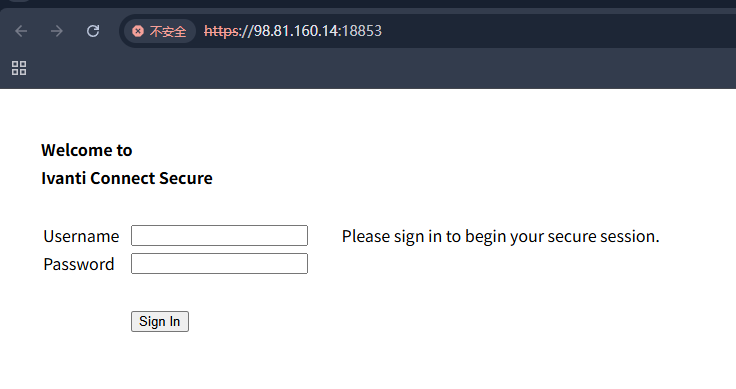 不安全 https://98.81.160.14:18853
Welcome to
Ivanti Connect Secure
Username Please sign in to begin your secure session.
Password
Sign In